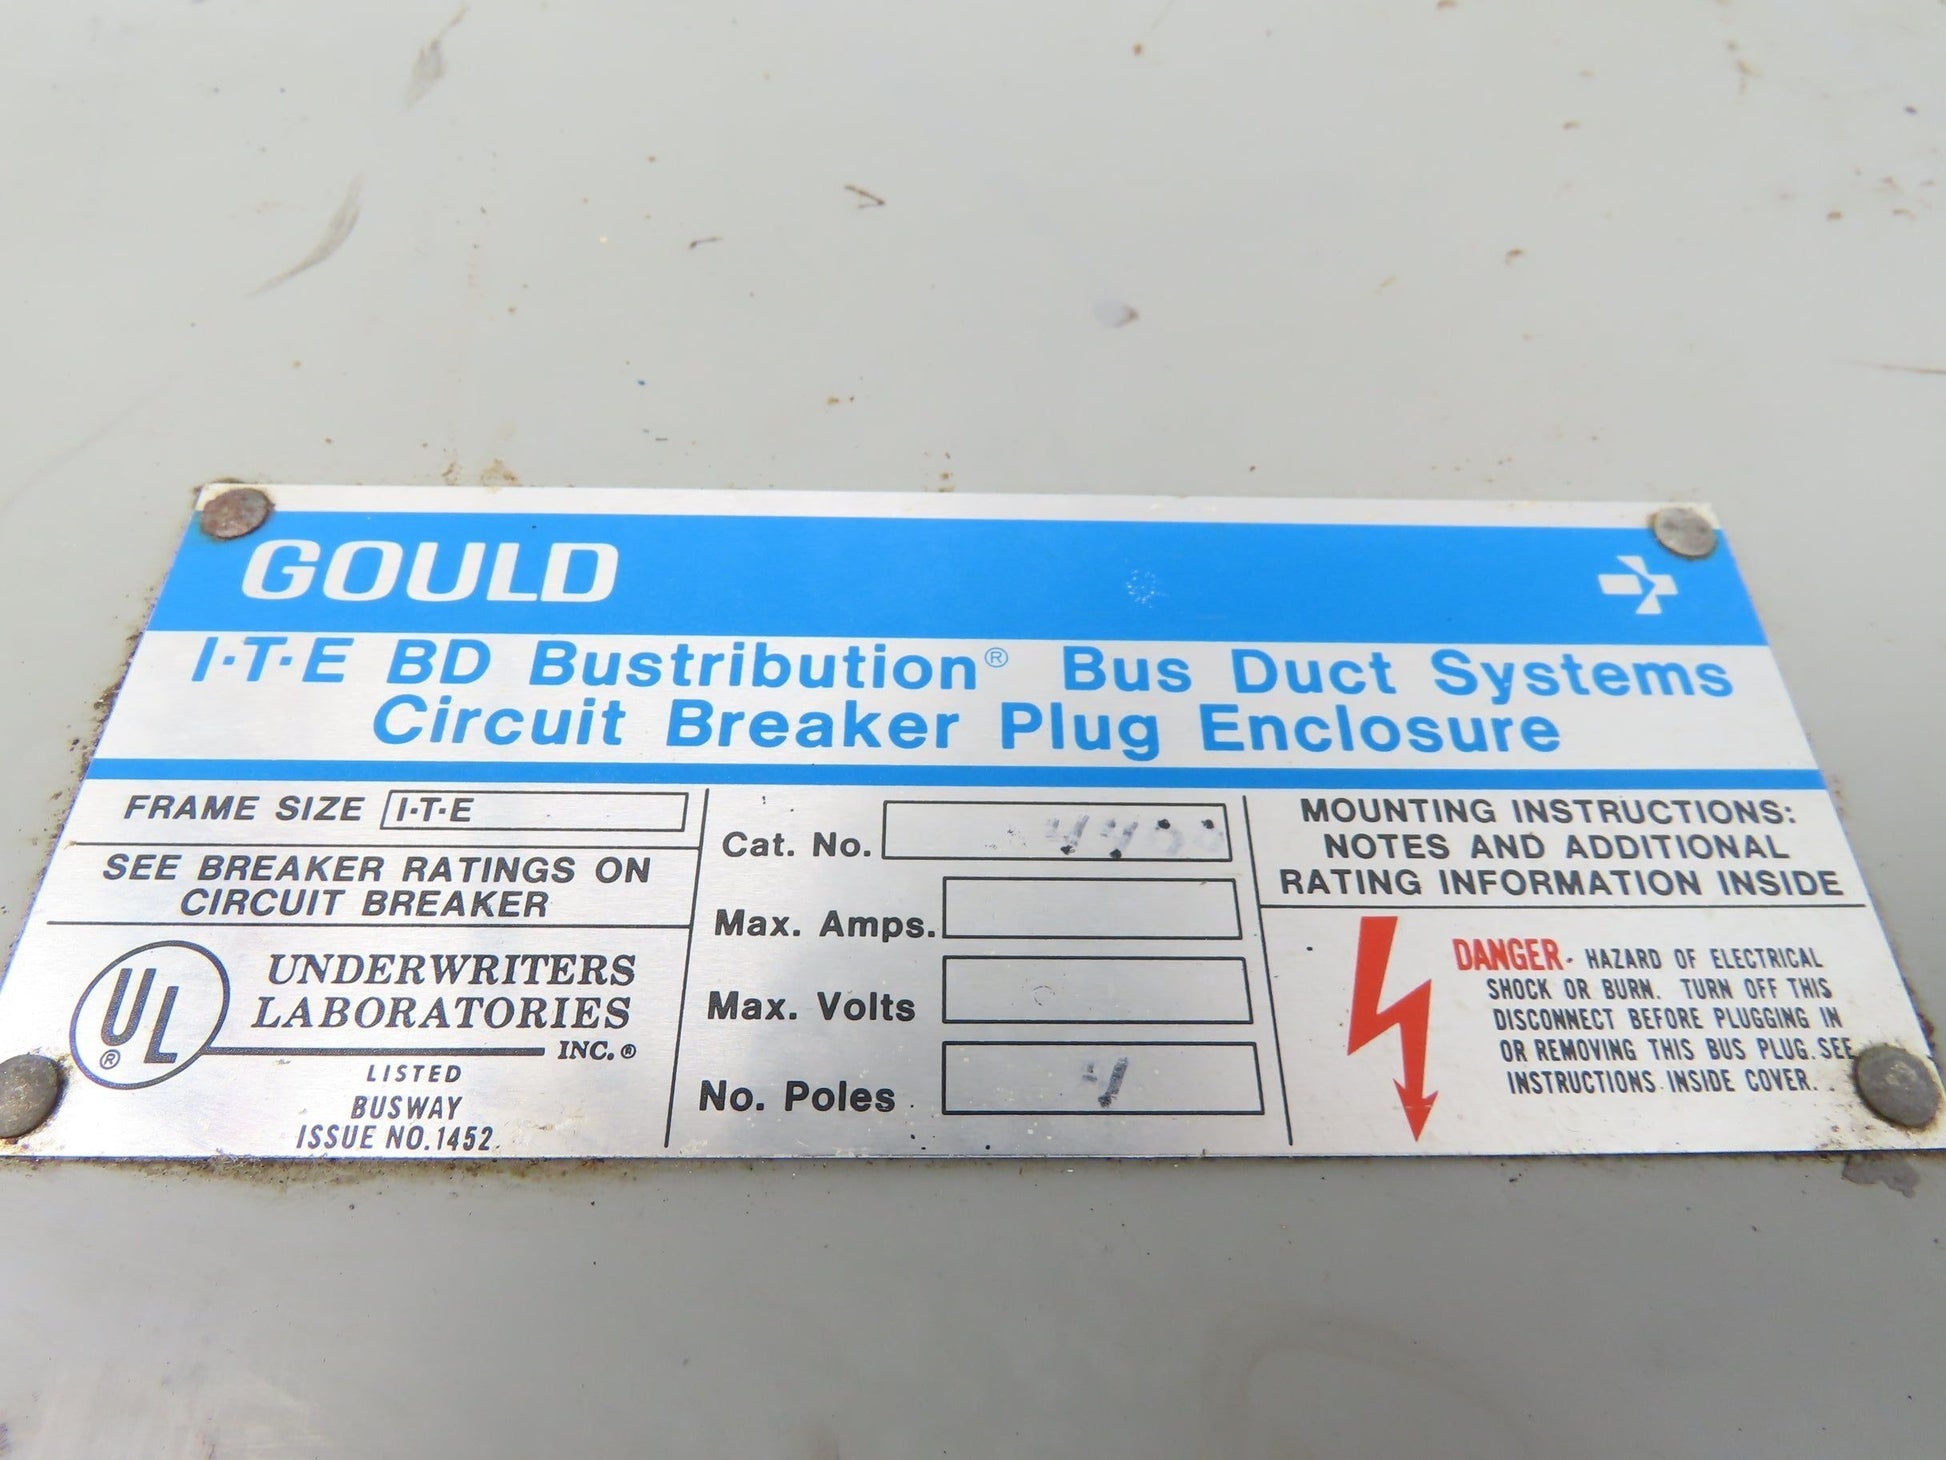 GOULD
I·T·E BD Bustribution® Bus Duct Systems
Circuit Breaker Plug Enclosure
FRAME SIZE I·T·E
SEE BREAKER RATINGS ON
CIRCUIT BREAKER
UL ®
UNDERWRITERS
LABORATORIES
INC.®
LISTED
BUSWAY
ISSUE NO. 1452
Cat. No.
Max. Amps.
Max. Volts
No. Poles
MOUNTING INSTRUCTIONS:
NOTES AND ADDITIONAL
RATING INFORMATION INSIDE
DANGER- HAZARD OF ELECTRICAL
SHOCK OR BURN. TURN OFF THIS
DISCONNECT BEFORE PLUGGING IN
OR REMOVING THIS BUS PLUG. SEE
INSTRUCTIONS INSIDE COVER.